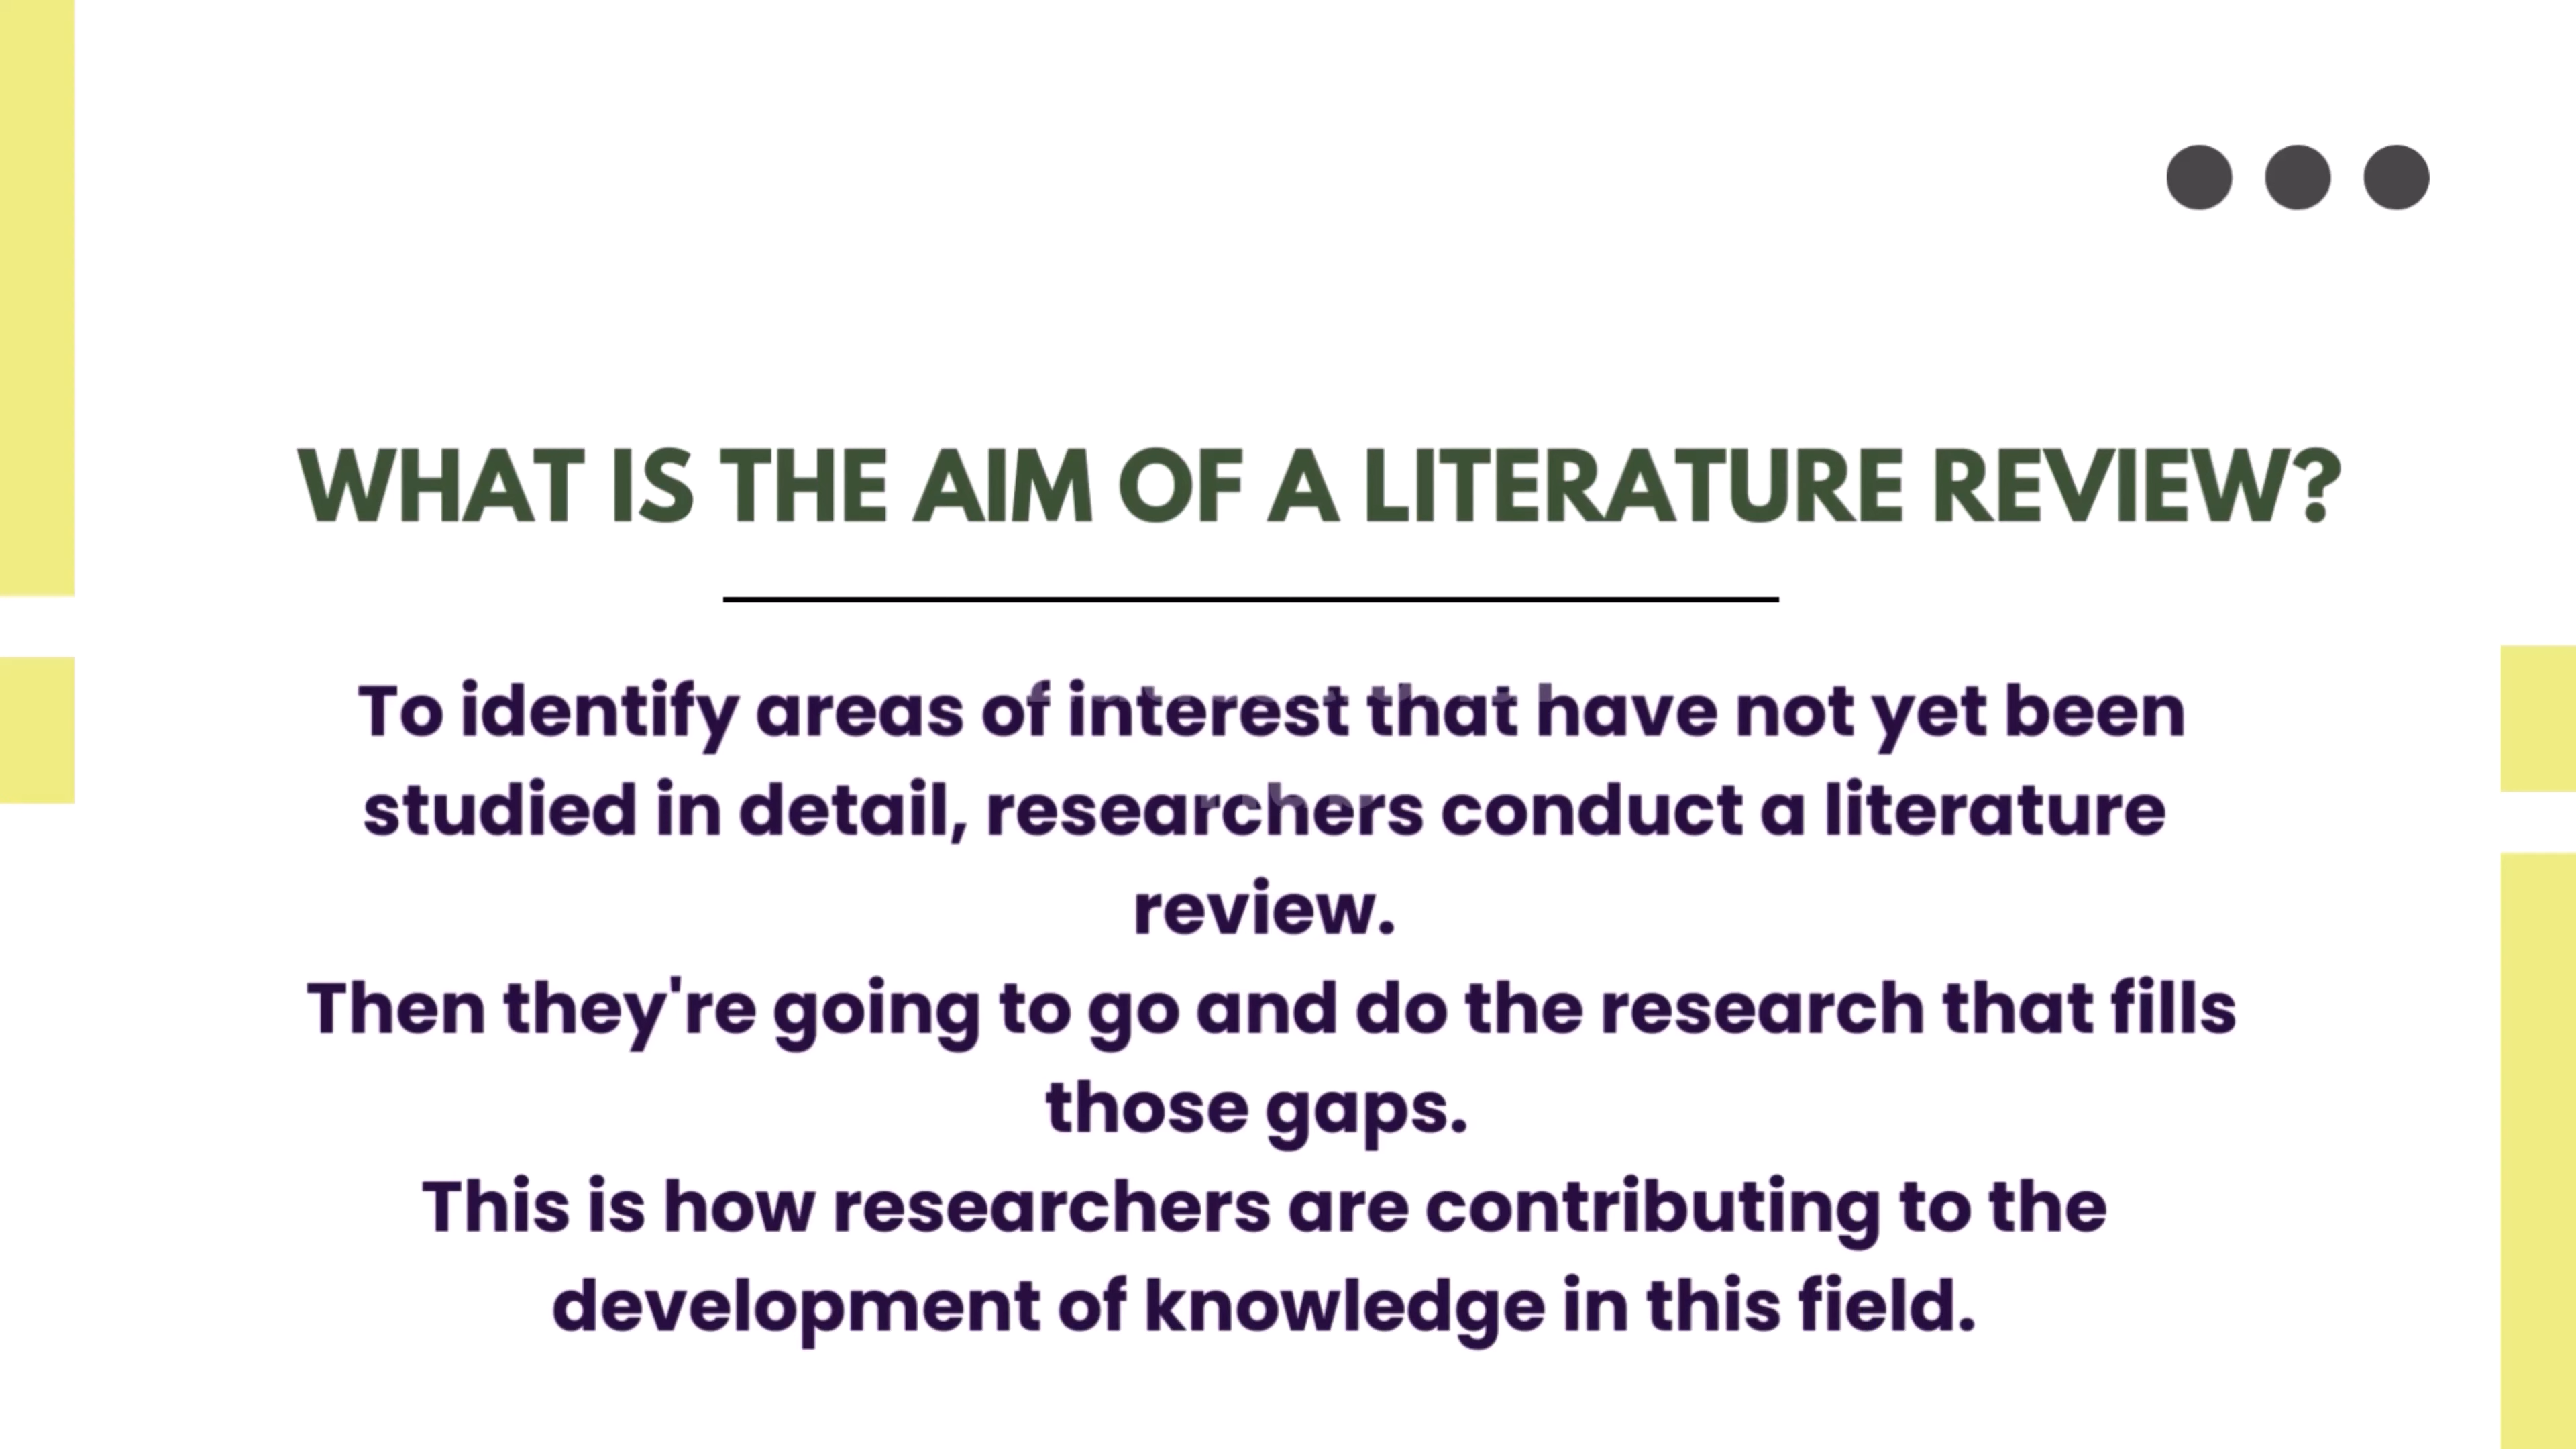 WHAT IS THE AIM OF A LITERATURE REVIEW?
To identify areas of interest that have not yet been
studied in detail, researchers conduct a literature
review.
Then they're going to go and do the research that fills
those gaps.
This is how researchers are contributing to the
development of knowledge in this field.